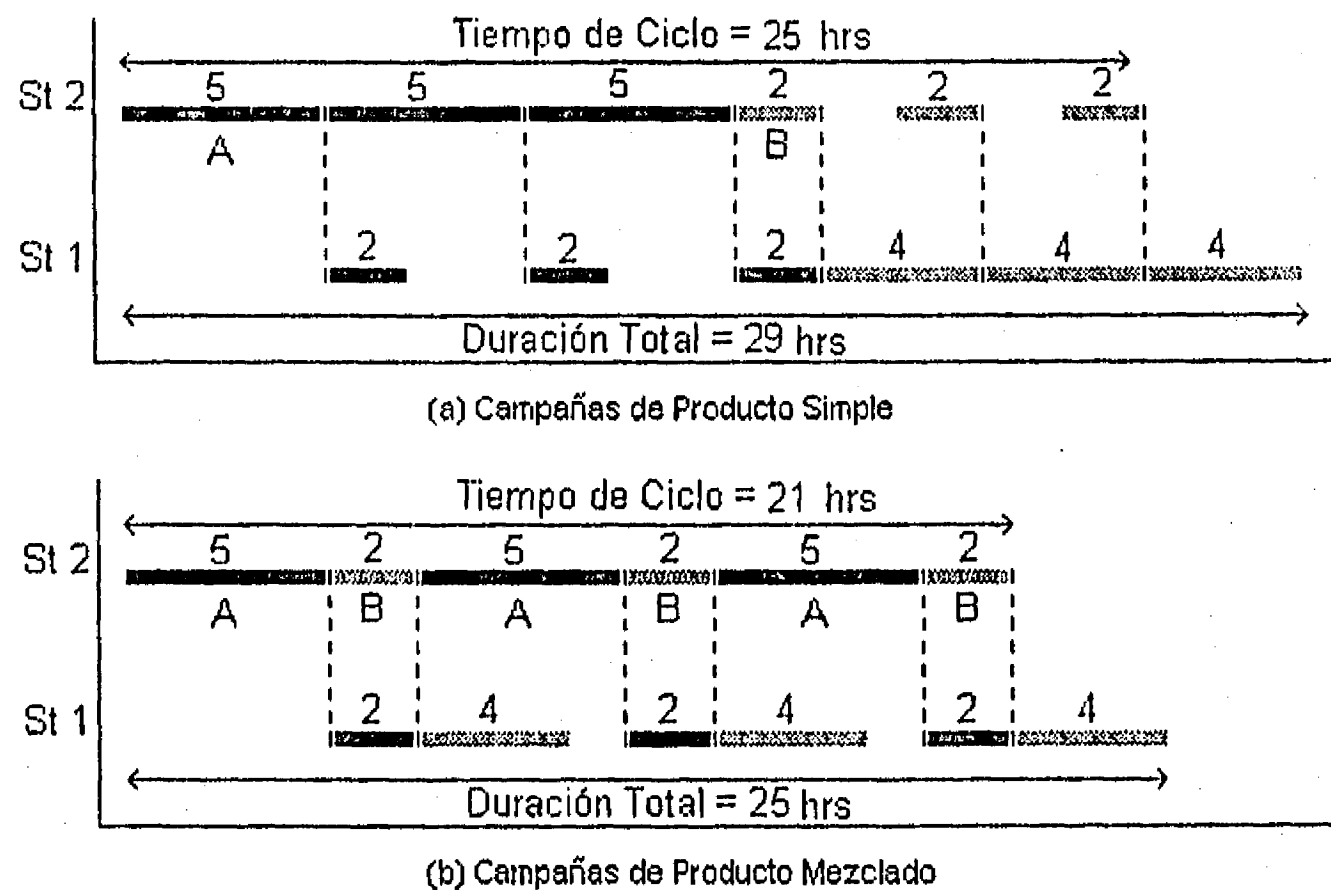 Tiempo de Ciclo = 25 hrs
St 2 5 5 5 2 2 2
A B
St 1 2 2 2 4 4 4
Duración Total = 29 hrs
(a) Campañas de Producto Simple
Tiempo de Ciclo = 21 hrs
St 2 5 2 5 2 5 2
A B A B A B
St 1 2 4 2 4 2 4
Duración Total = 25 hrs
(b) Campañas de Producto Mezclado